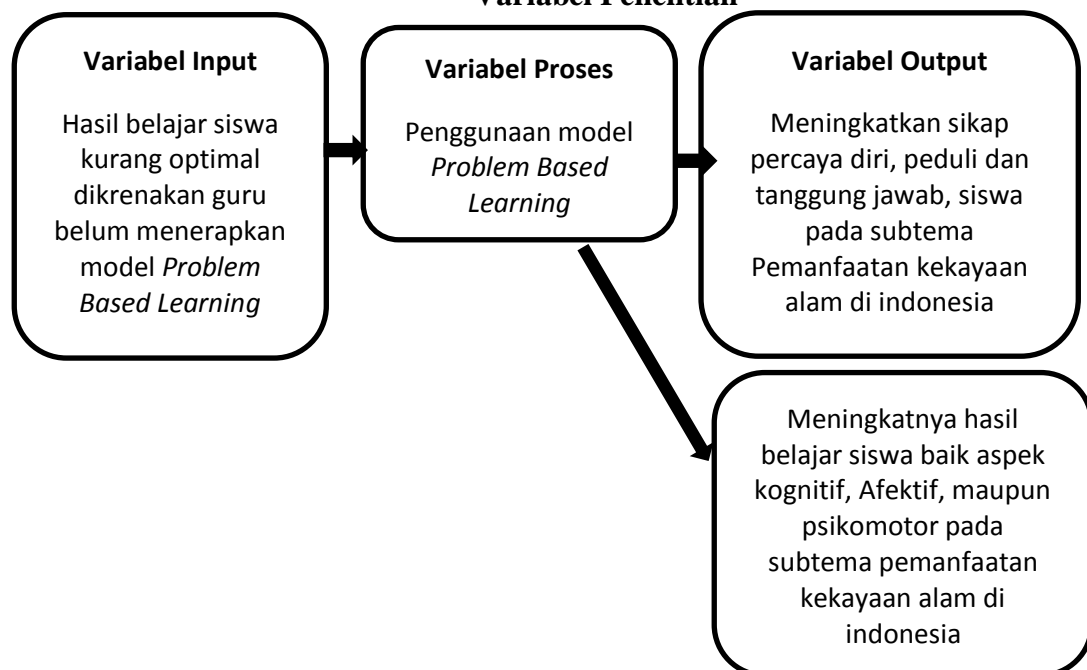 Variabel Penelitian
Variabel Input
Hasil belajar siswa
kurang optimal
dikrenakan guru
belum menerapkan
model Problem
Based Learning
Variabel Proses
Penggunaan model
Problem Based
Learning
Variabel Output
Meningkatkan sikap
percaya diri, peduli dan
tanggung jawab, siswa
pada subtema
Pemanfaatan kekayaan
alam di indonesia
Meningkatnya hasil
belajar siswa baik aspek
kognitif, Afektif, maupun
psikomotor pada
subtema pemanfaatan
kekayaan alam di
indonesia